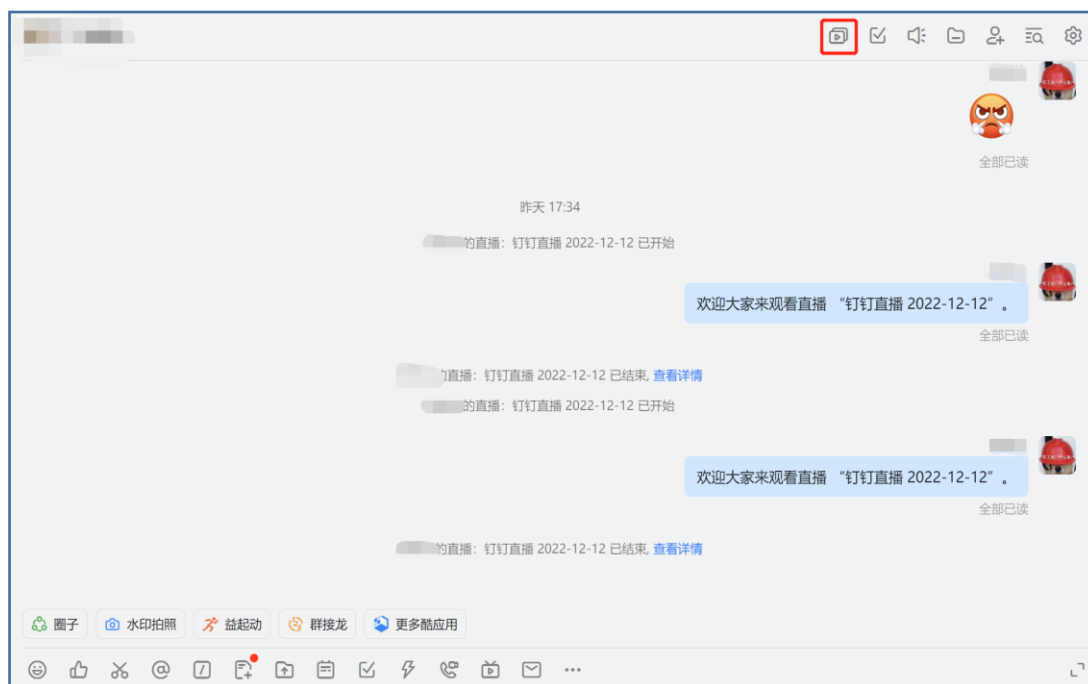 全部已读
昨天 17:34
的直播：钉钉直播 2022-12-12 已开始
欢迎大家来观看直播 “钉钉直播 2022-12-12” 。
全部已读
的直播：钉钉直播 2022-12-12 已结束, 查看详情
的直播：钉钉直播 2022-12-12 已开始
欢迎大家来观看直播 “钉钉直播 2022-12-12” 。
全部已读
的直播：钉钉直播 2022-12-12 已结束, 查看详情
圈子 水印拍照 益起动 群接龙 更多酷应用